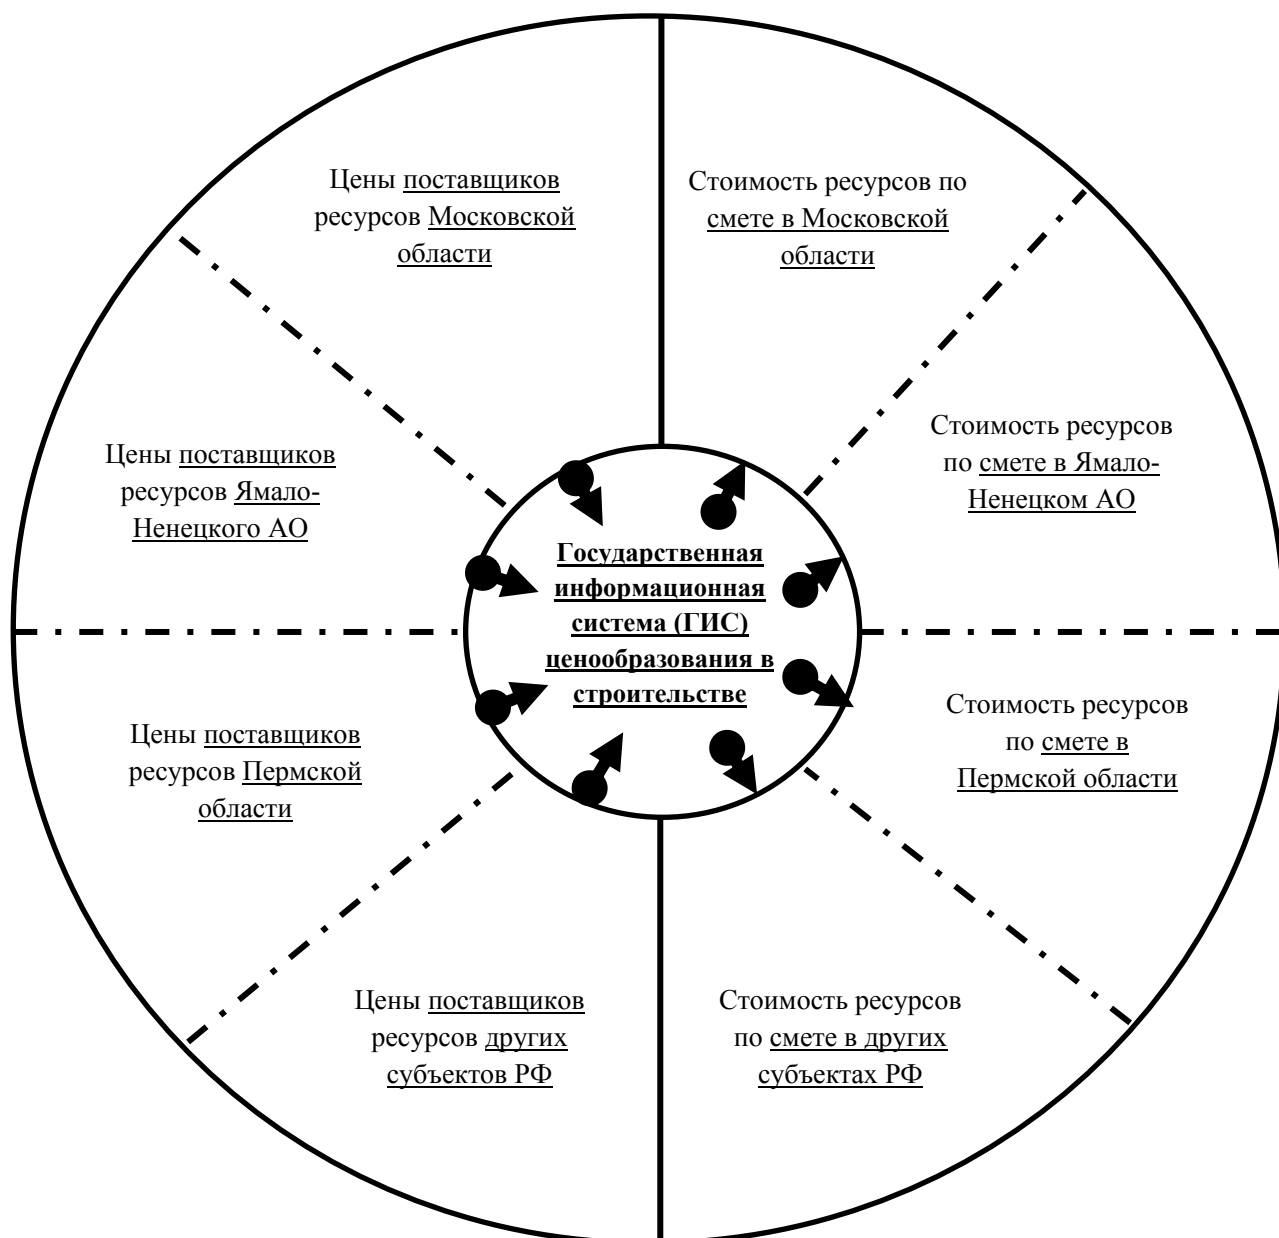 Цены поставщиков
ресурсов Московской
области
Стоимость ресурсов по
смете в Московской
области
Цены поставщиков
ресурсов Ямало-
Ненецкого АО
Стоимость ресурсов
по смете в Ямало-
Ненецком АО
Государственная
информационная
система (ГИС)
ценообразования в
строительстве
Цены поставщиков
ресурсов Пермской
области
Стоимость ресурсов
по смете в
Пермской области
Цены поставщиков
ресурсов других
субъектов РФ
Стоимость ресурсов
по смете в других
субъектах РФ